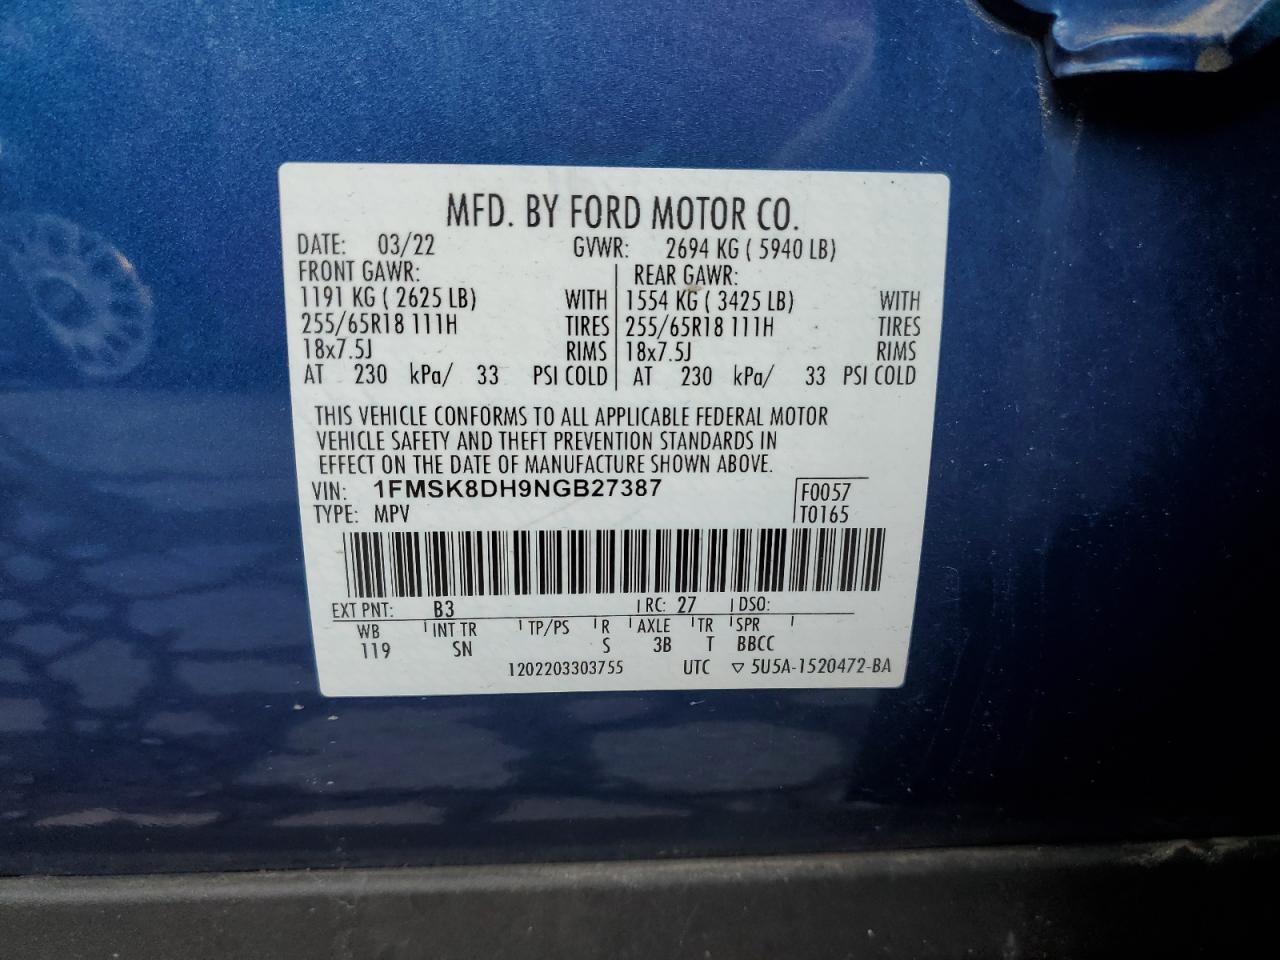 MFD. BY FORD MOTOR CO.
DATE: 03/22 GVWR: 2694 KG ( 5940 LB)
FRONT GAWR: REAR GAWR:
1191 KG ( 2625 LB) WITH 1554 KG ( 3425 LB) WITH
255/65R18 111H TIRES 255/65R18 111H TIRES
18x7.5J RIMS 18x7.5J RIMS
AT 230 kPa/ 33 PSI COLD AT 230 kPa/ 33 PSI COLD
THIS VEHICLE CONFORMS TO ALL APPLICABLE FEDERAL MOTOR
VEHICLE SAFETY AND THEFT PREVENTION STANDARDS IN
EFFECT ON THE DATE OF MANUFACTURE SHOWN ABOVE.
VIN: 1FMSK8DH9NGB27387 F0057
TYPE: MPV T0165
EXT PNT: B3 RC: 27 DSO:
WB INT TR TP/PS R AXLE TR SPR
119 SN S 3B T BBCC
1202203303755 UTC ▽ 5U5A-1520472-BA